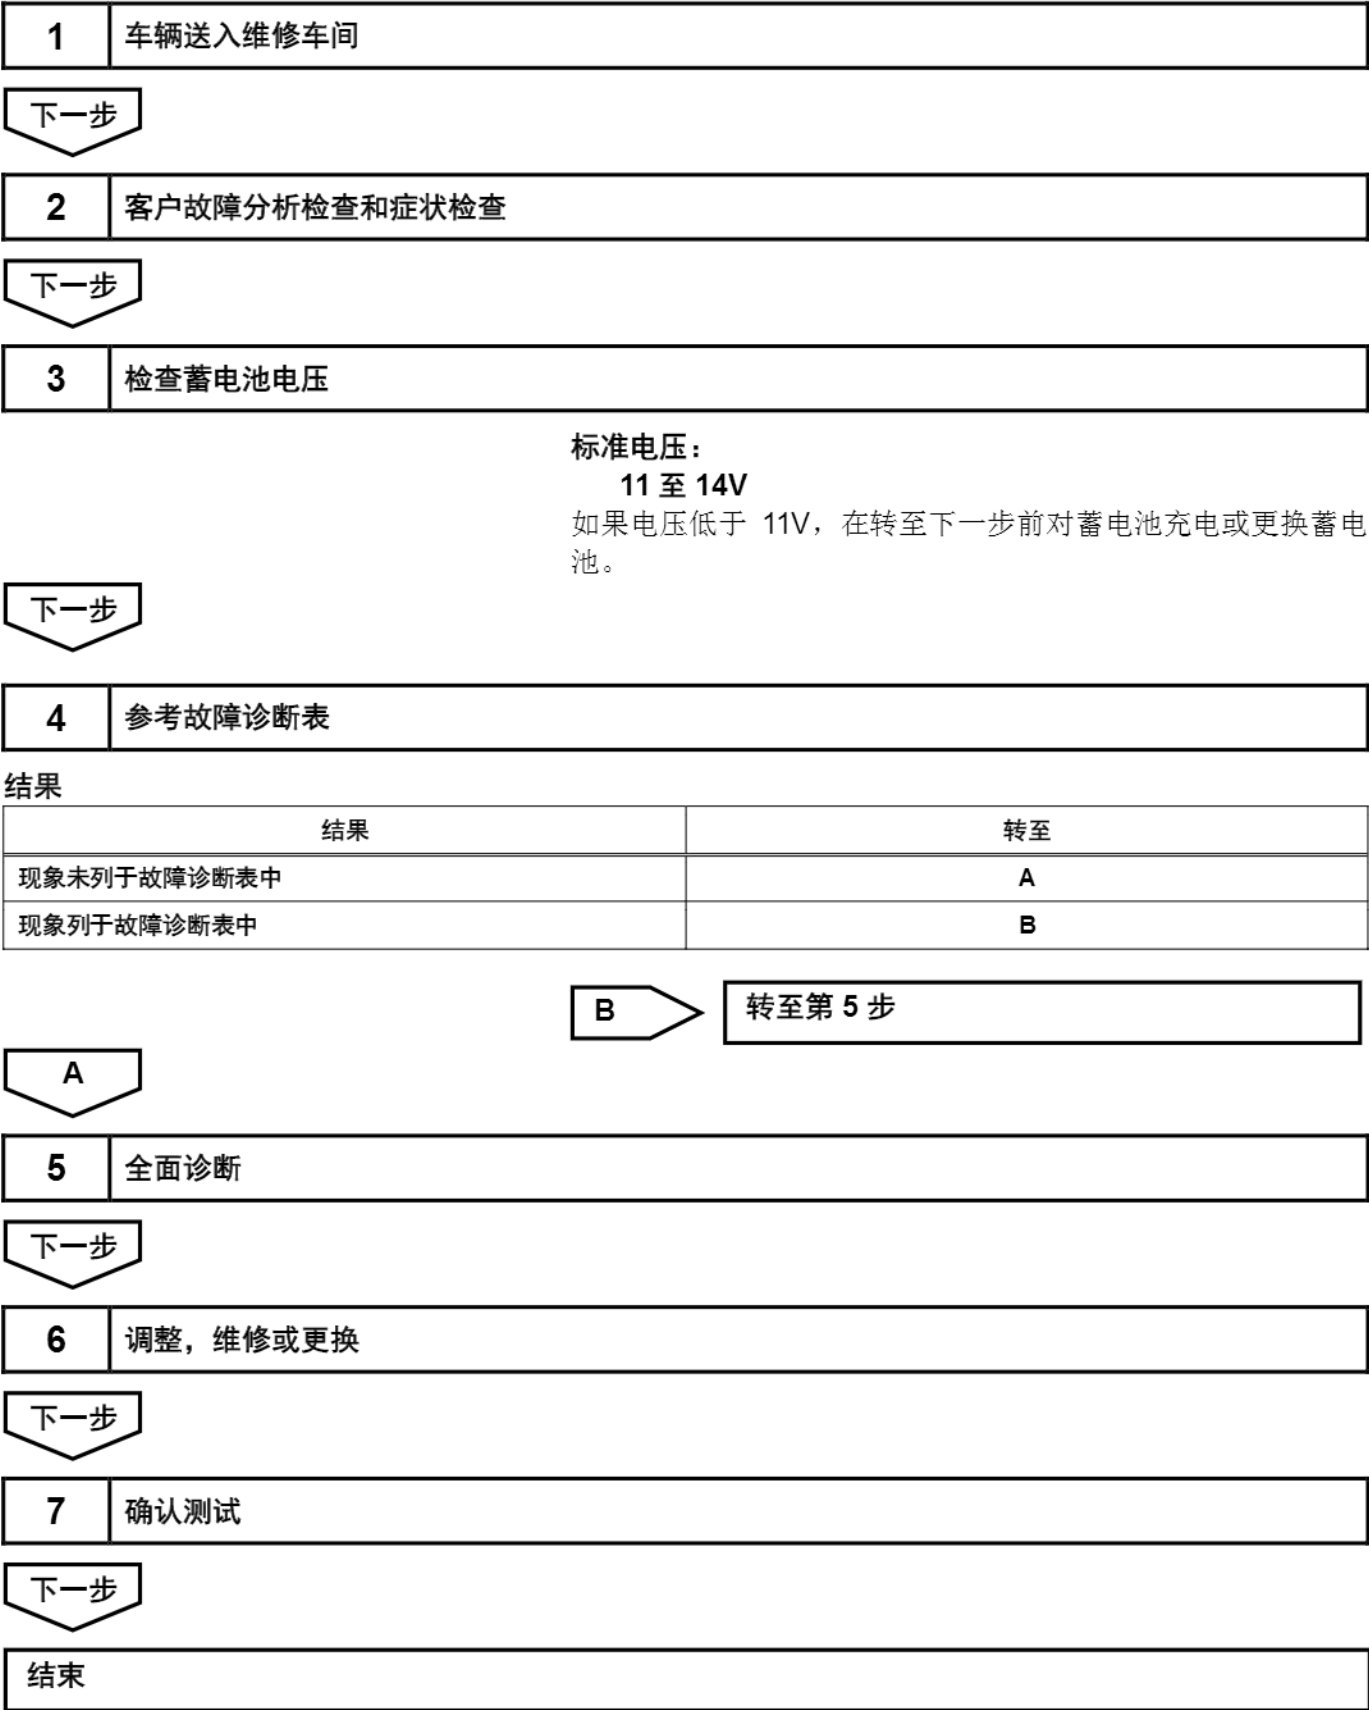 1 车辆送入维修车间
下一步
2 客户故障分析检查和症状检查
下一步
3 检查蓄电池电压
标准电压：
11 至 14V
如果电压低于 11V，在转至下一步前对蓄电池充电或更换蓄电
池。
下一步
4 参考故障诊断表
结果
结果 转至
现象未列于故障诊断表中 A
现象列于故障诊断表中 B
B 转至第 5 步
A
5 全面诊断
下一步
6 调整，维修或更换
下一步
7 确认测试
下一步
结束